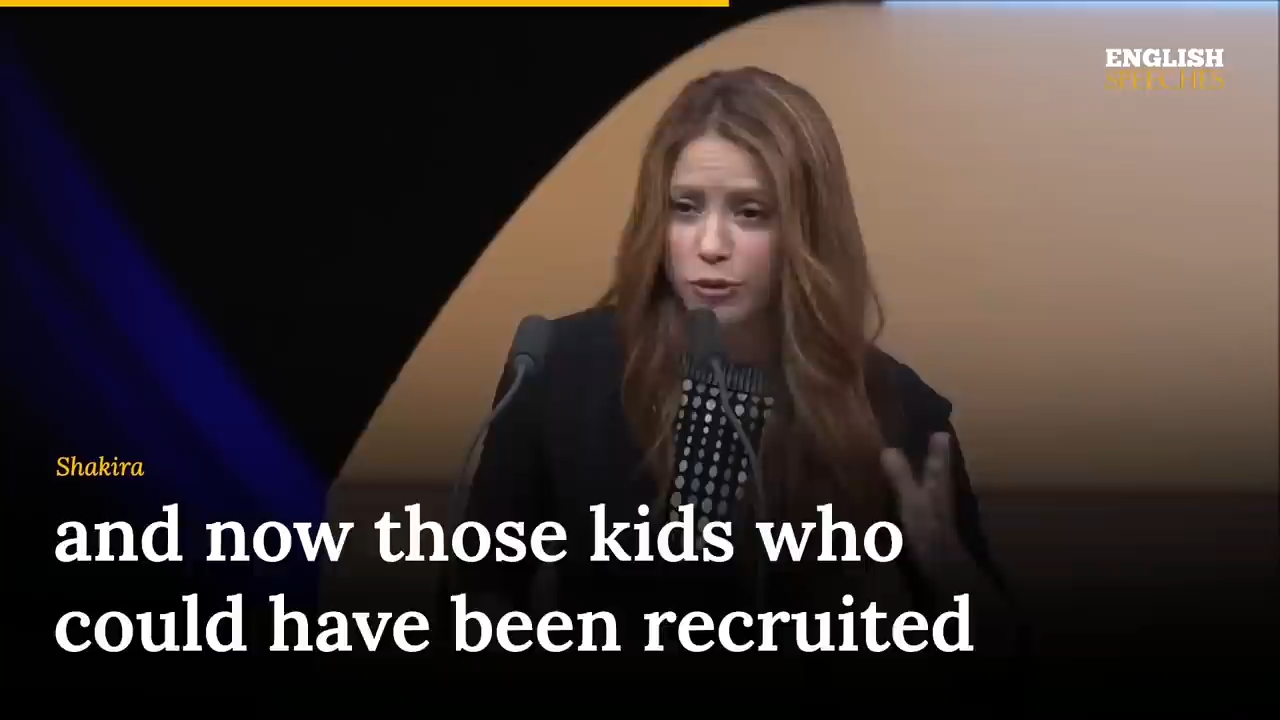 ENGLISH
SPEECHES
Shakira
and now those kids who
could have been recruited